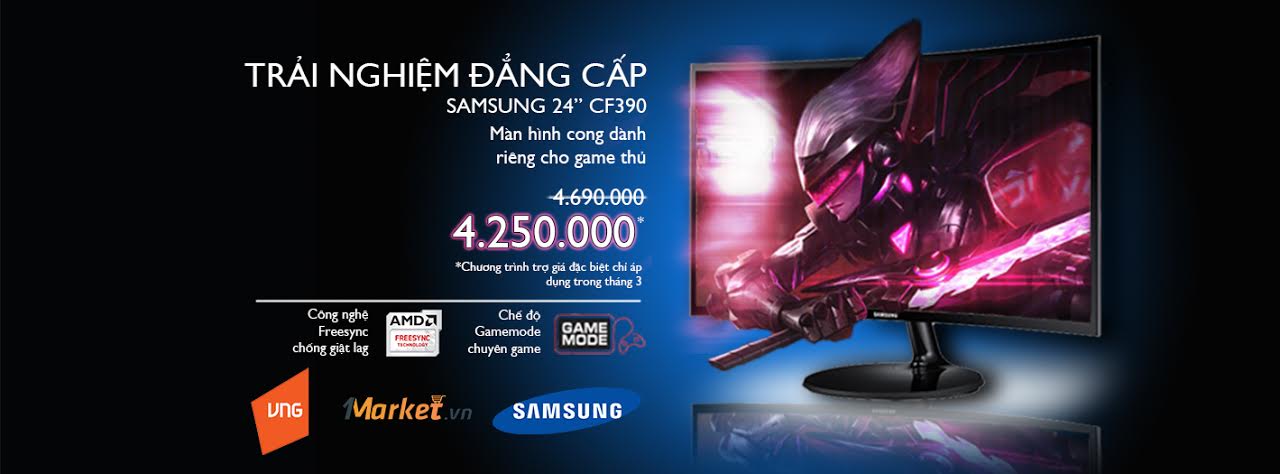 TRẢI NGHIỆM ĐẲNG CẤP
SAMSUNG 24” CF390
Màn hình cong dành
riêng cho game thủ
4.690.000
4.250.000*
*Chương trình trợ giá đặc biệt chỉ áp
dụng trong tháng 3
Công nghệ
Freesync
chống giật lag
AMD
FREESYNC
TECHNOLOGY
Chế độ
Gamemode
chuyên game
GAME
MODE
VNG
1Market.vn
SAMSUNG
SAMSUNG